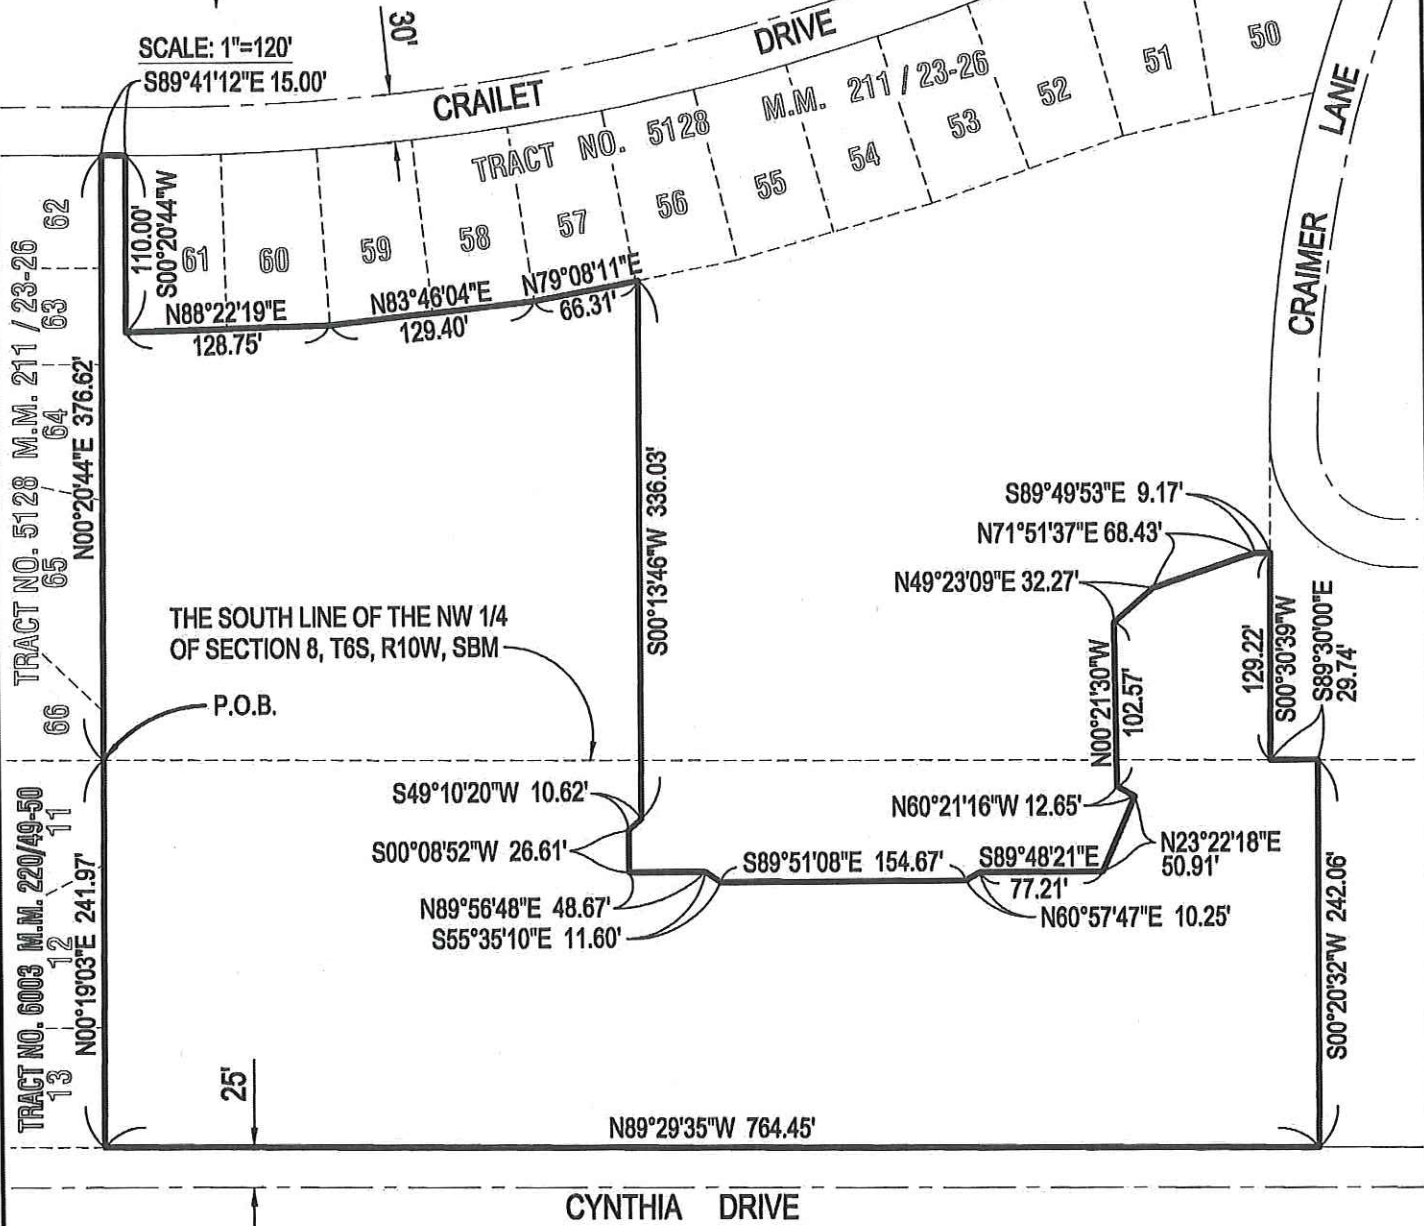 SCALE: 1"=120'
S89°41'12"E 15.00'
30'
CRAILET DRIVE
TRACT NO. 5128 M.M. 211 / 23-26
50
51
52
53
54
55
56
57
58
59
60
61
CRAIMER LANE
110.00'
S00°20'44"W
N88°22'19"E
128.75'
N83°46'04"E
129.40'
N79°08'11"E
66.31'
TRACT NO. 5128 M.M. 211 / 23-26
62
63
64
65
66
N00°20'44"E 376.62'
S00°13'46"W 336.03'
THE SOUTH LINE OF THE NW 1/4
OF SECTION 8, T6S, R10W, SBM
P.O.B.
S89°49'53"E 9.17'
N71°51'37"E 68.43'
N49°23'09"E 32.27'
N00°21'30"W
102.57'
129.22'
S00°30'39"W
S89°30'00"E
29.74'
S49°10'20"W 10.62'
S00°08'52"W 26.61'
N89°56'48"E 48.67'
S55°35'10"E 11.60'
S89°51'08"E 154.67'
S89°48'21"E
77.21'
N60°21'16"W 12.65'
N23°22'18"E
50.91'
N60°57'47"E 10.25'
TRACT NO. 6003 M.M. 220/49-50
11
12
13
N00°19'03"E 241.97'
S00°20'32"W 242.06'
25'
N89°29'35"W 764.45'
CYNTHIA DRIVE